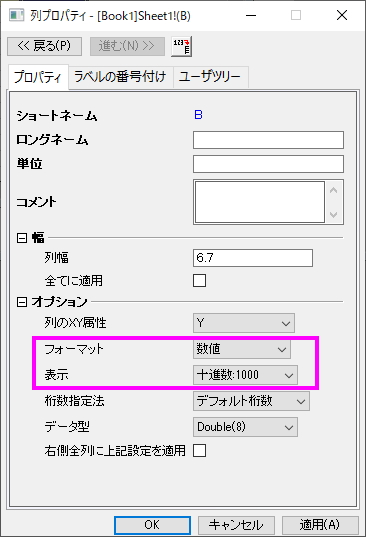 列プロパティ - [Book1]Sheet1!(B)
<< 戻る(P) 進む(N) >> 123
プロパティ ラベルの番号付け ユーザツリー
ショートネーム B
ロングネーム
単位
コメント
幅
列幅 6.7
全てに適用
オプション
列のXY属性 Y
フォーマット 数値
表示 十進数:1000
桁数指定法 デフォルト桁数
データ型 Double(8)
右側全列に上記設定を適用
OK キャンセル 適用(A)